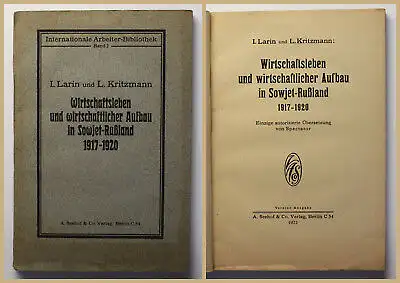 Internationale Arbeiter-Bibliothek
Band 2
I. Larin und L. Kritzmann
Wirtschaftsleben
und wirtschaftlicher Aufbau
in Sowjet-Rußland
1917-1920
A. Seehof & Co. Verlag, Berlin C 54
I. Larin und L. Kritzmann:
Wirtschaftsleben
und wirtschaftlicher Aufbau
in Sowjet-Rußland
1917-1920
Einzige autorisierte Übersetzung
von Spectator
Ausgabe
A. Seehof & Co. Verlag, Berlin C 54
1921